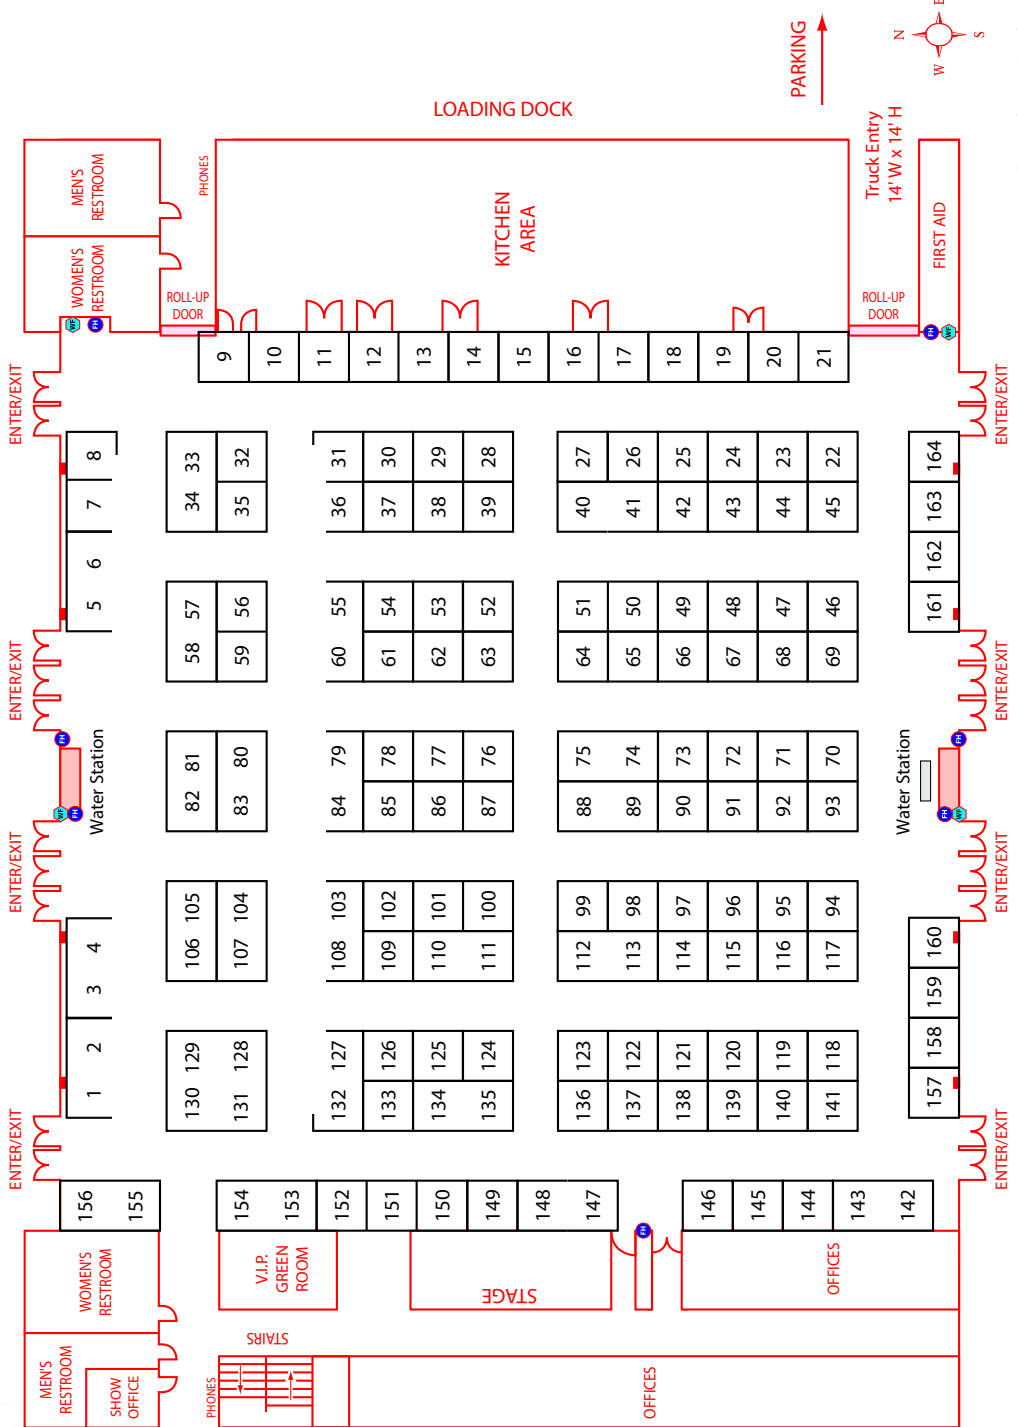 E
N
S
W
PARKING
LOADING DOCK
Truck Entry
14' W x 14' H
MEN'S
RESTROOM
WOMEN'S
RESTROOM
PHONES
KITCHEN
AREA
FIRST AID
ROLL-UP
DOOR
ROLL-UP
DOOR
WF
FH
FH
WF
9
10
11
12
13
14
15
16
17
18
19
20
21
ENTER/EXIT
ENTER/EXIT
8
33
32
31
30
29
28
27
26
25
24
23
22
164
7
34
35
36
37
38
39
40
41
42
43
44
45
163
6
162
5
57
56
55
54
53
52
51
50
49
48
47
46
161
58
59
60
61
62
63
64
65
66
67
68
69
ENTER/EXIT
ENTER/EXIT
FH
FH
Water Station
Water Station
81
80
79
78
77
76
75
74
73
72
71
70
82
83
84
85
86
87
88
89
90
91
92
93
WF
FH
FH
WF
ENTER/EXIT
ENTER/EXIT
105
104
103
102
101
100
99
98
97
96
95
94
4
106
107
108
109
110
111
112
113
114
115
116
117
160
3
159
2
129
128
127
126
125
124
123
122
121
120
119
118
158
1
130
131
132
133
134
135
136
137
138
139
140
141
157
ENTER/EXIT
ENTER/EXIT
156
155
154
153
152
151
150
149
148
147
146
145
144
143
142
FH
WOMEN'S
RESTROOM
V.I.P.
GREEN
ROOM
STAGE
OFFICES
STAIRS
MEN'S
RESTROOM
SHOW
OFFICE
PHONES
OFFICES